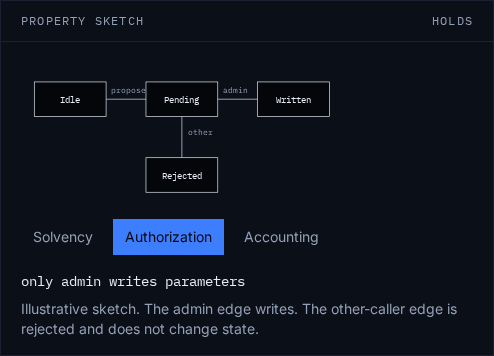 PROPERTY SKETCH HOLDS
Idle propose Pending admin Written
other
Rejected
Solvency Authorization Accounting
only admin writes parameters
Illustrative sketch. The admin edge writes. The other-caller edge is
rejected and does not change state.